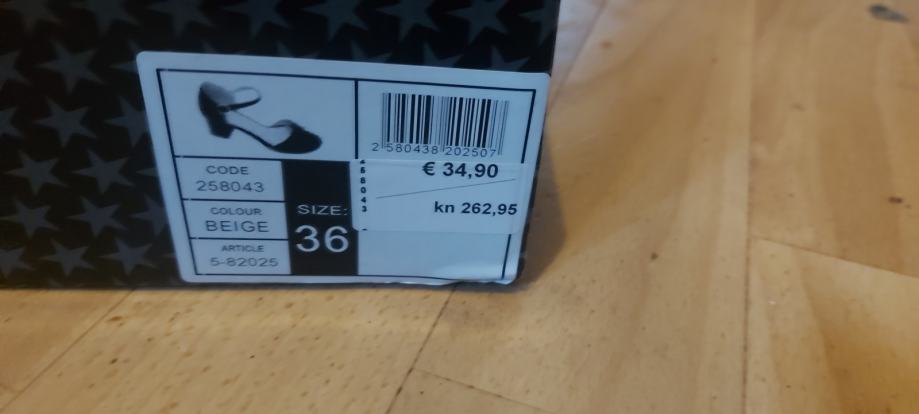 2 580438 202507
CODE
258043
COLOUR
BEIGE
ARTICLE
5-82025
SIZE:
36
€ 34,90
kn 262,95